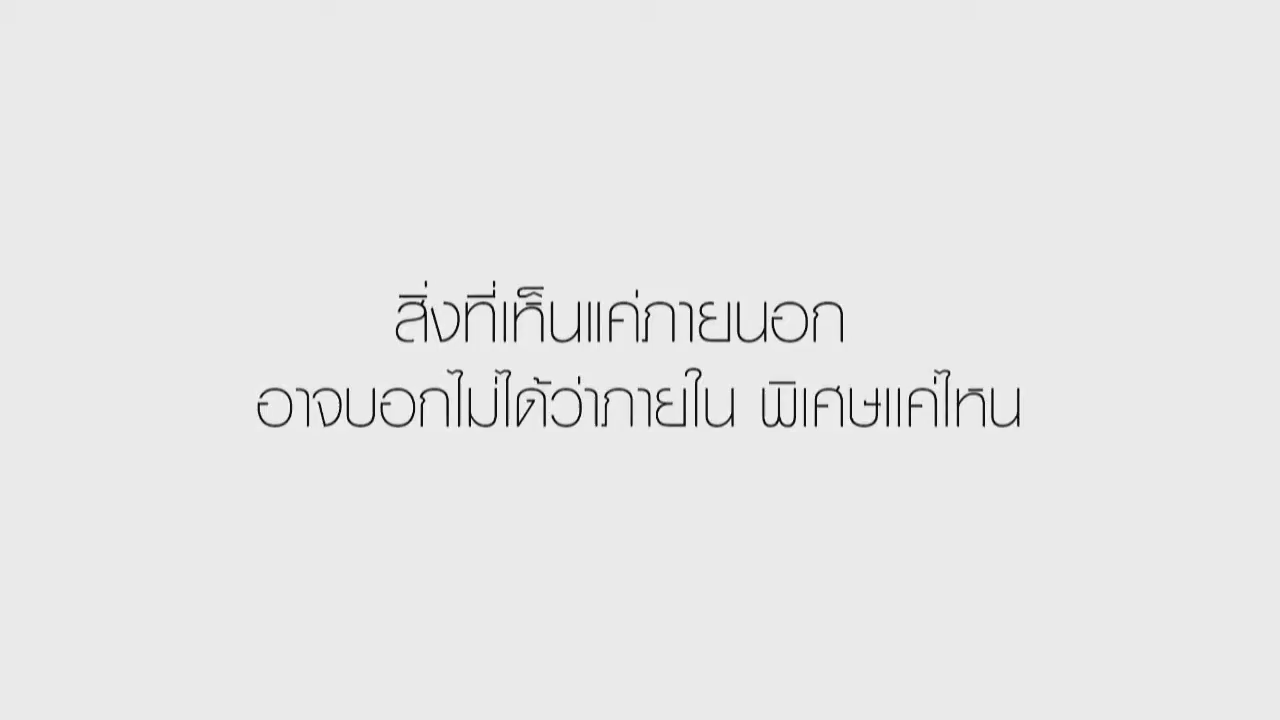 สิ่งที่เห็นแค่ภายนอก
อาจบอกไม่ได้ว่าภายใน พิเศษแค่ไหน